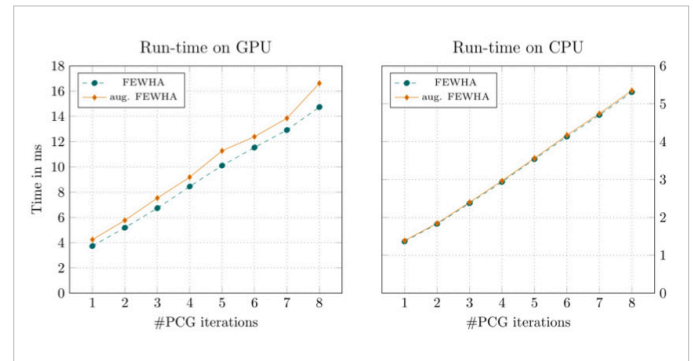 Run-time on GPU
FEWHA
aug. FEWHA
18
16
14
12
10
8
6
4
2
0
Time in ms
1 2 3 4 5 6 7 8
#PCG iterations
Run-time on CPU
FEWHA
aug. FEWHA
6
5
4
3
2
1
0
1 2 3 4 5 6 7 8
#PCG iterations